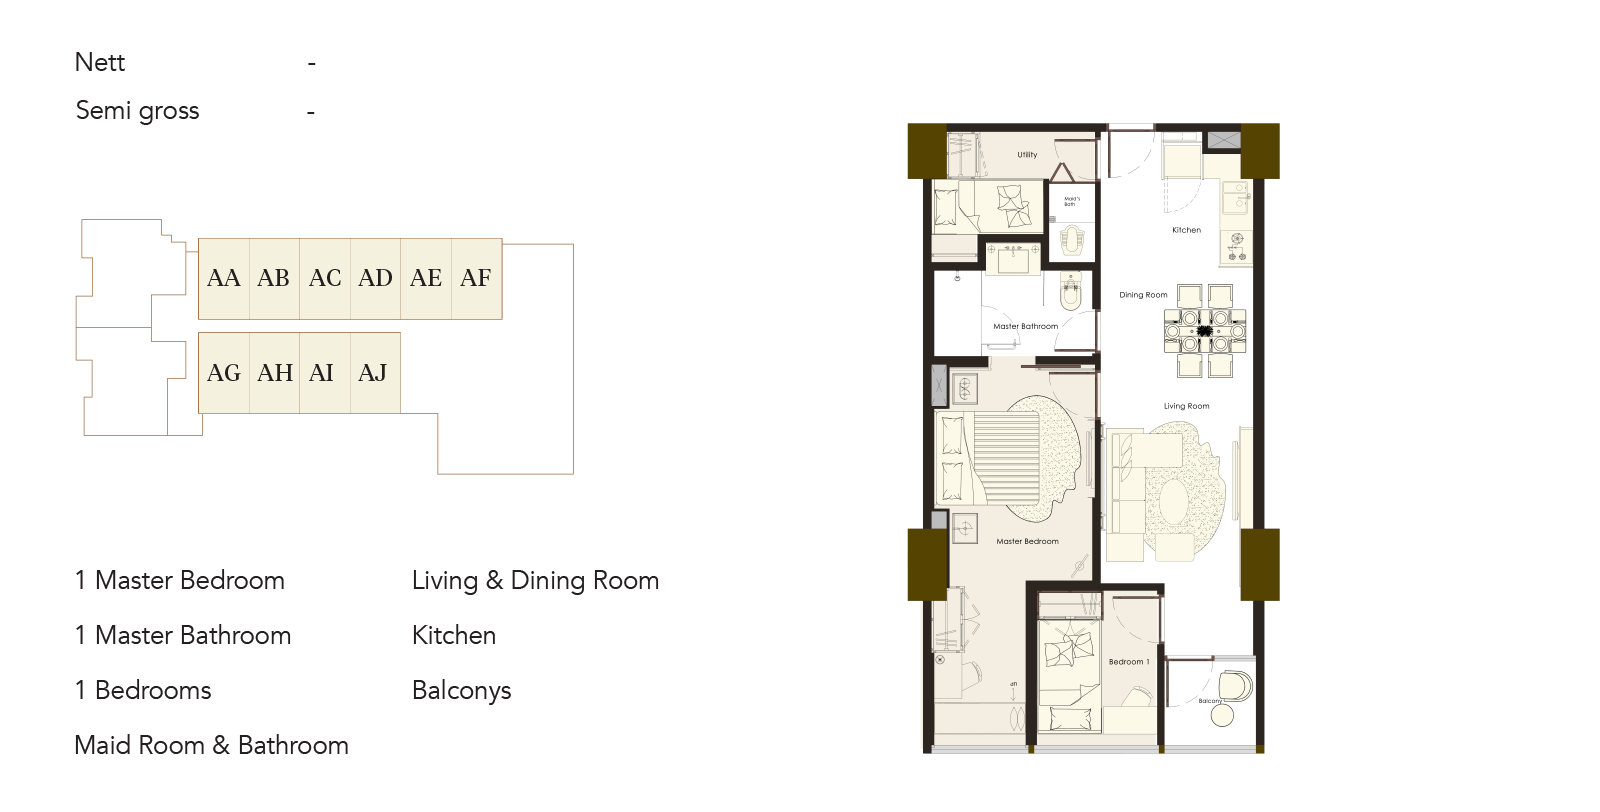 Nett -
Semi gross -
AA AB AC AD AE AF
AG AH AI AJ
1 Master Bedroom
1 Master Bathroom
1 Bedrooms
Maid Room & Bathroom
Living & Dining Room
Kitchen
Balconys
Utility
Maid's
Bath
Kitchen
Dining Room
Master Bathroom
Living Room
Master Bedroom
Bedroom 1
Balcony